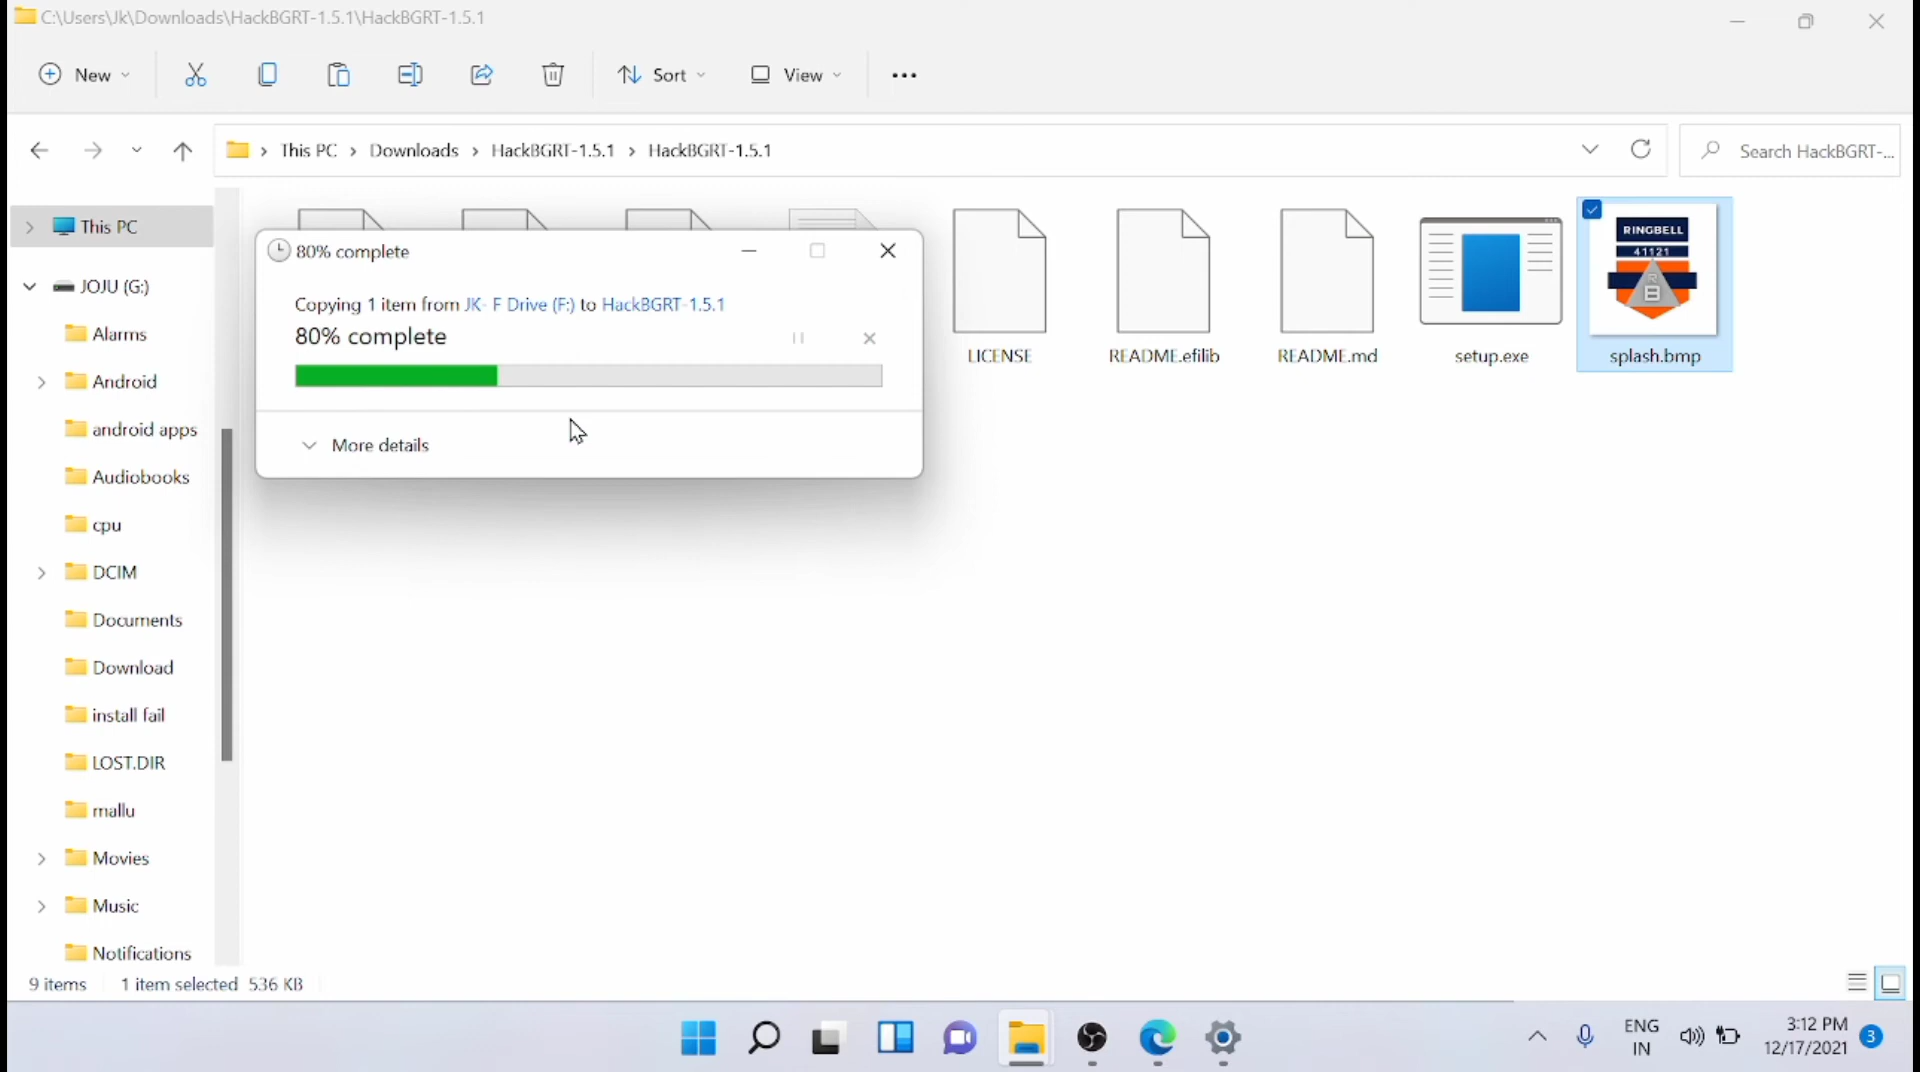 C:\Users\Jk\Downloads\HackBGRT-1.5.1\HackBGRT-1.5.1
New
Sort
View
This PC
Downloads
HackBGRT-1.5.1
HackBGRT-1.5.1
Search HackBGRT-...
This PC
JOJU (G:)
Alarms
Android
android apps
Audiobooks
cpu
DCIM
Documents
Download
install fail
LOST.DIR
mallu
Movies
Music
Notifications
80% complete
Copying 1 item from JK- F Drive (F:) to HackBGRT-1.5.1
80% complete
More details
LICENSE
README.efilib
README.md
setup.exe
RINGBELL
41121
R
B
splash.bmp
9 items
1 item selected 536 KB
ENG
IN
3:12 PM
12/17/2021
3